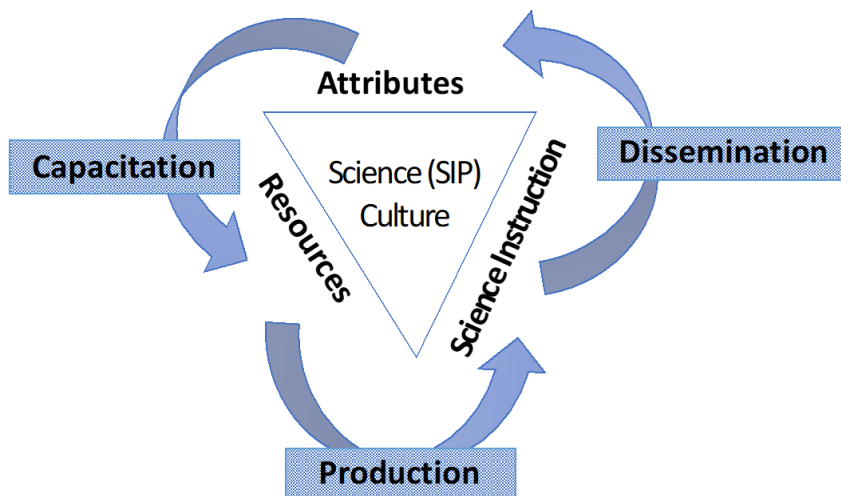 Attributes
Capacitation
Dissemination
Science (SIP)
Culture
Resources
Science Instruction
Production